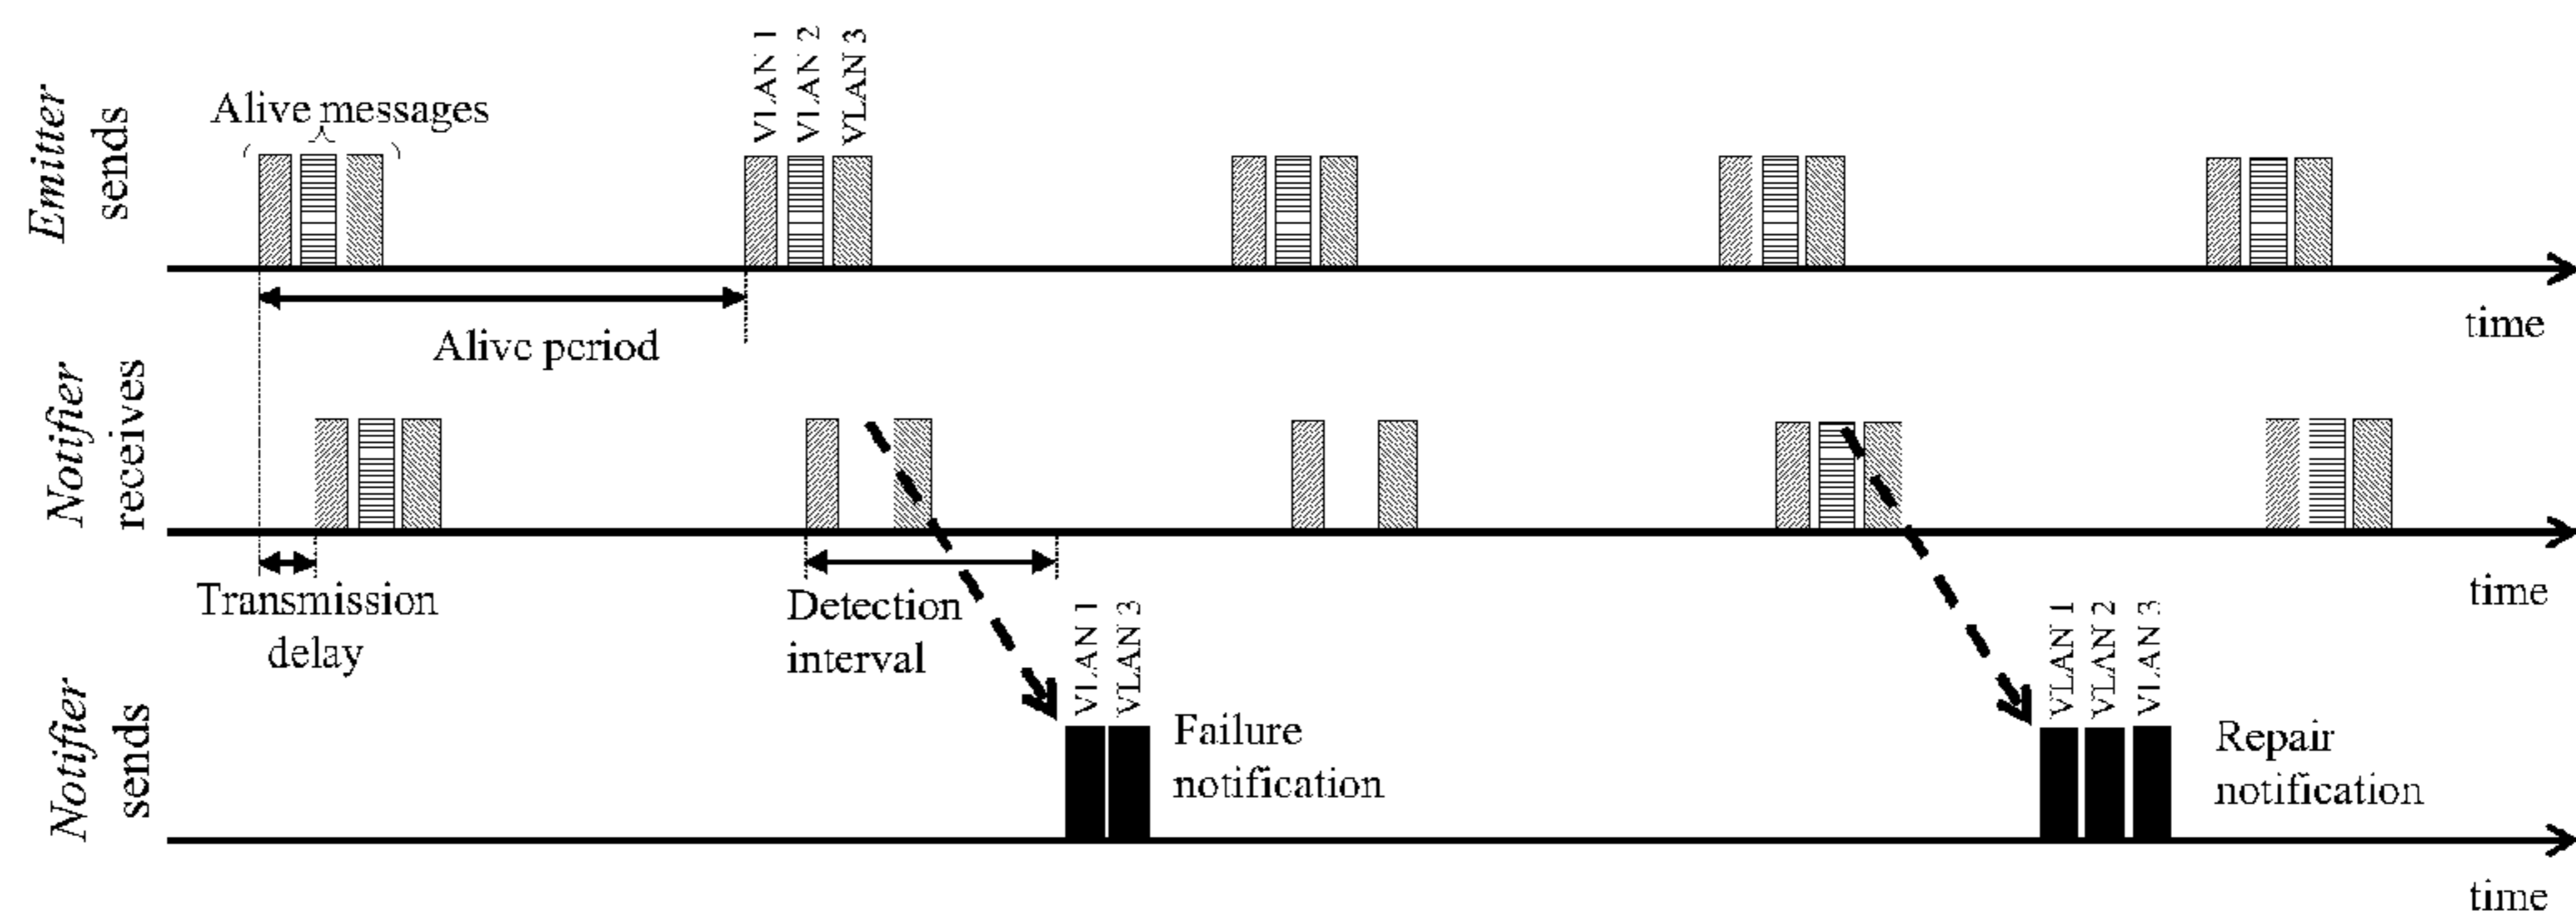 Emitter
sends
Alive messages
VLAN 1
VLAN 2
VLAN 3
Alive period
time
Notifier
receives
Transmission
delay
Detection
interval
time
Notifier
sends
VLAN 1
VLAN 3
Failure
notification
VLAN 1
VLAN 2
VLAN 3
Repair
notification
time